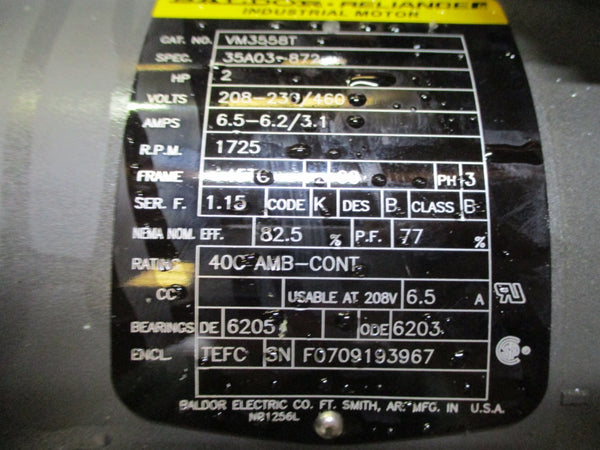 BALDOR · RELIANCER
INDUSTRIAL MOTOR
CAT. NO. VM3558T
SPEC. 35A03-872
HP 2
VOLTS 208-230/460
AMPS 6.5-6.2/3.1
R.P.M. 1725
FRAME PH 3
SER. F. 1.15 CODE K DES B CLASS B
NEMA NOM. EFF. 82.5 % P.F. 77 %
RATING 40C AMB-CONT
CC USABLE AT 208V 6.5 A
BEARINGS DE 6205 ODE 6203
ENCL. TEFC SN F0709193967
BALDOR ELECTRIC CO. FT. SMITH, AR. MFG. IN U.S.A.
NP1256L